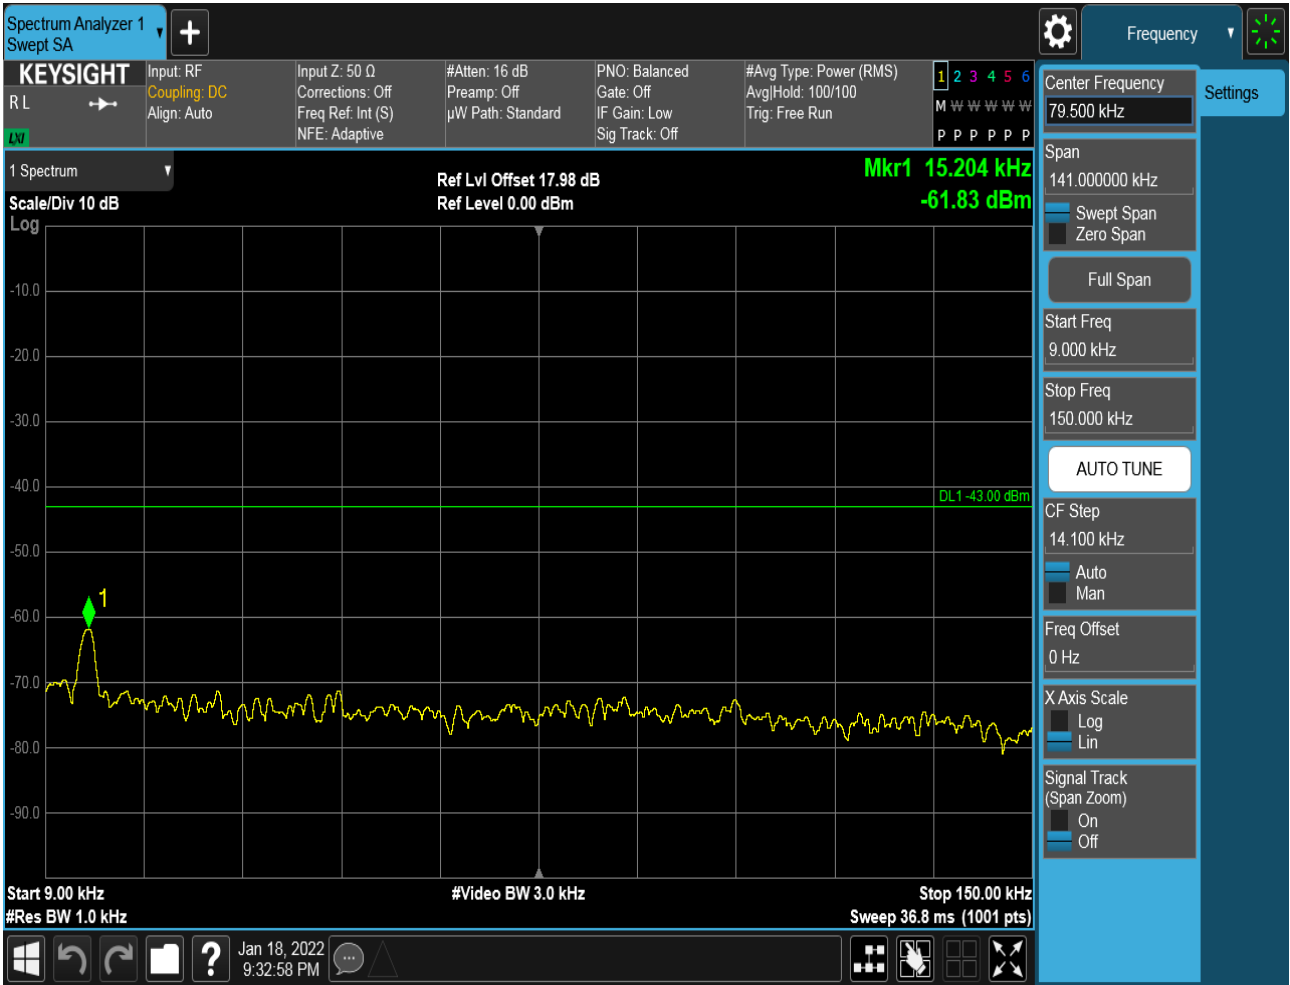 Spectrum Analyzer 1
Swept SA
Frequency
KEYSIGHT
R L
LXI
Input: RF
Coupling: DC
Align: Auto
Input Z: 50 Ω
Corrections: Off
Freq Ref: Int (S)
NFE: Adaptive
#Atten: 16 dB
Preamp: Off
µW Path: Standard
PNO: Balanced
Gate: Off
IF Gain: Low
Sig Track: Off
#Avg Type: Power (RMS)
Avg|Hold: 100/100
Trig: Free Run
1 2 3 4 5 6
M W W W W W
P P P P P P
1 Spectrum
Scale/Div 10 dB
Log
Ref Lvl Offset 17.98 dB
Ref Level 0.00 dBm
Mkr1 15.204 kHz
-61.83 dBm
-10.0
-20.0
-30.0
-40.0
DL1 -43.00 dBm
-50.0
1
-60.0
-70.0
-80.0
-90.0
Start 9.00 kHz
#Res BW 1.0 kHz
#Video BW 3.0 kHz
Stop 150.00 kHz
Sweep 36.8 ms (1001 pts)
Center Frequency
79.500 kHz
Settings
Span
141.000000 kHz
Swept Span
Zero Span
Full Span
Start Freq
9.000 kHz
Stop Freq
150.000 kHz
AUTO TUNE
CF Step
14.100 kHz
Auto
Man
Freq Offset
0 Hz
X Axis Scale
Log
Lin
Signal Track
(Span Zoom)
On
Off
?
Jan 18, 2022
9:32:58 PM